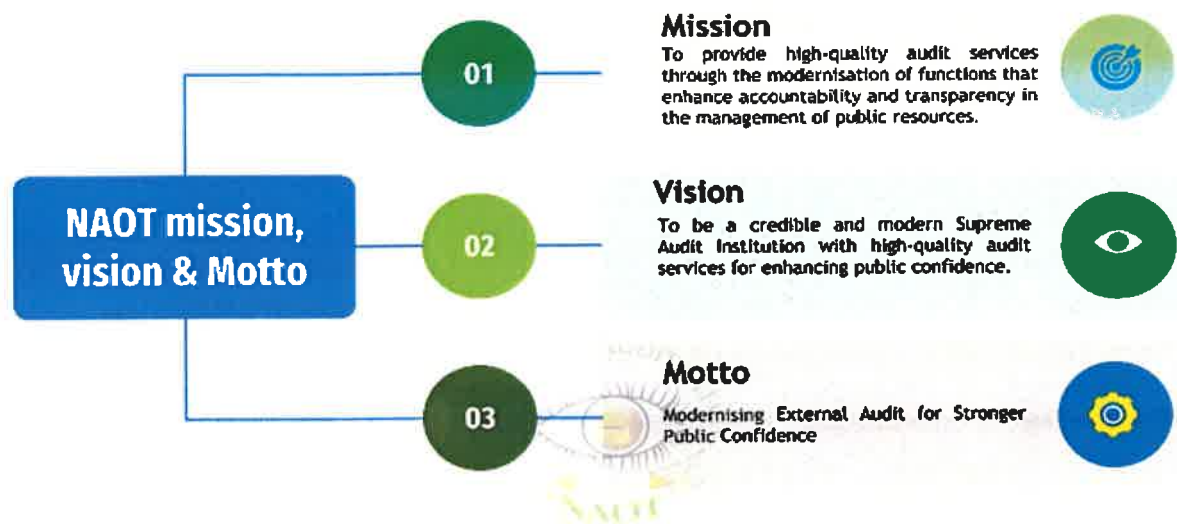 NAOT mission,
vision & Motto
01
Mission
To provide high-quality audit services
through the modernisation of functions that
enhance accountability and transparency in
the management of public resources.
02
Vision
To be a credible and modern Supreme
Audit Institution with high-quality audit
services for enhancing public confidence.
03
Motto
Modernising External Audit for Stronger
Public Confidence
NAOT